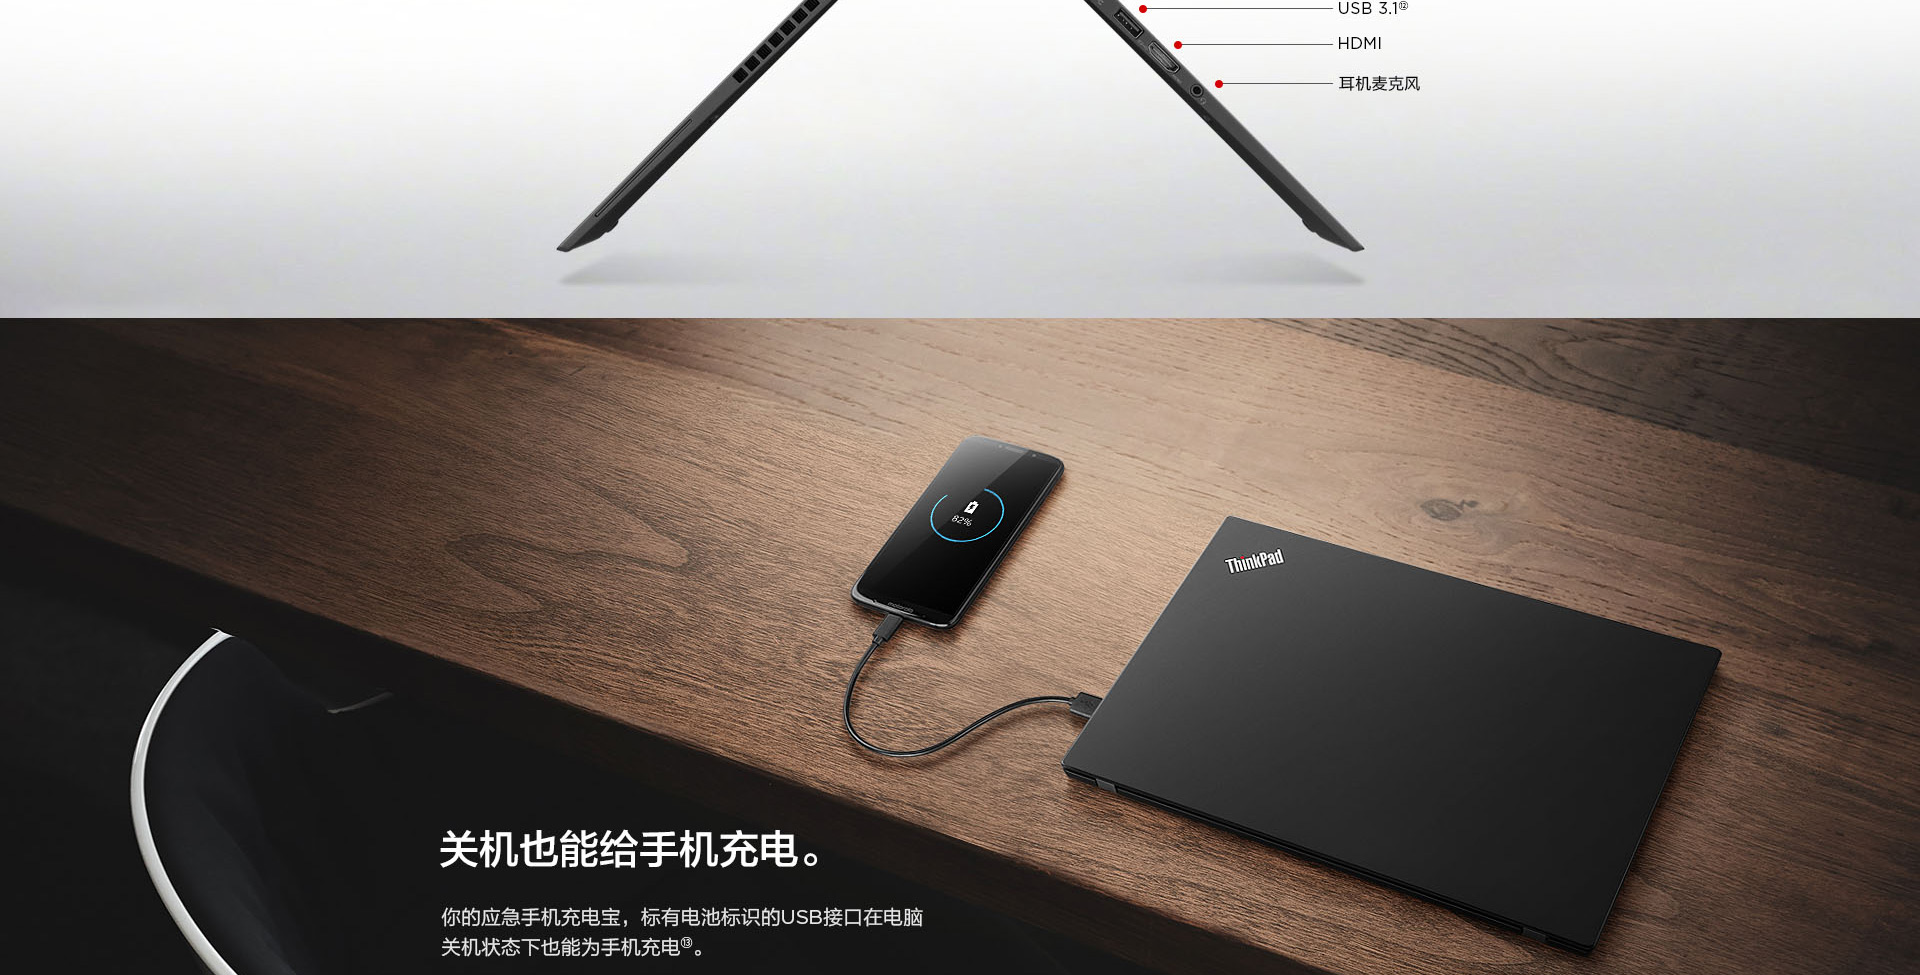 USB 3.1⑫
HDMI
耳机麦克风
82%
motorola
ThinkPad
关机也能给手机充电。
你的应急手机充电宝，标有电池标识的USB接口在电脑
关机状态下也能为手机充电⑬。